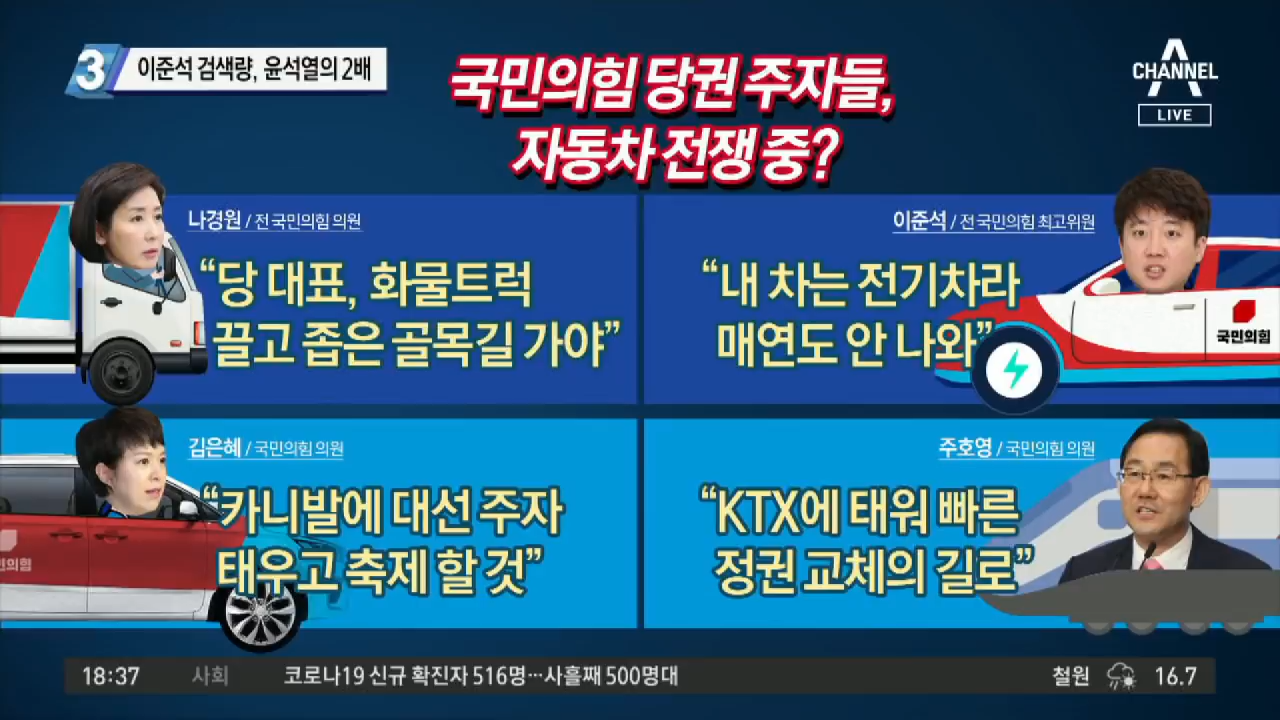 3 이준석 검색량, 윤석열의 2배
국민의힘 당권 주자들,
자동차 전쟁 중?
CHANNEL A
LIVE
나경원 / 전 국민의힘 의원
“당 대표, 화물트럭
끌고 좁은 골목길 가야”
이준석 / 전 국민의힘 최고위원
“내 차는 전기차라
매연도 안 나와”
국민의힘
김은혜 / 국민의힘 의원
“카니발에 대선 주자
태우고 축제 할 것”
민의힘
주호영 / 국민의힘 의원
“KTX에 태워 빠른
정권 교체의 길로”
18:37 사회 코로나19 신규 확진자 516명…사흘째 500명대 철원 16.7